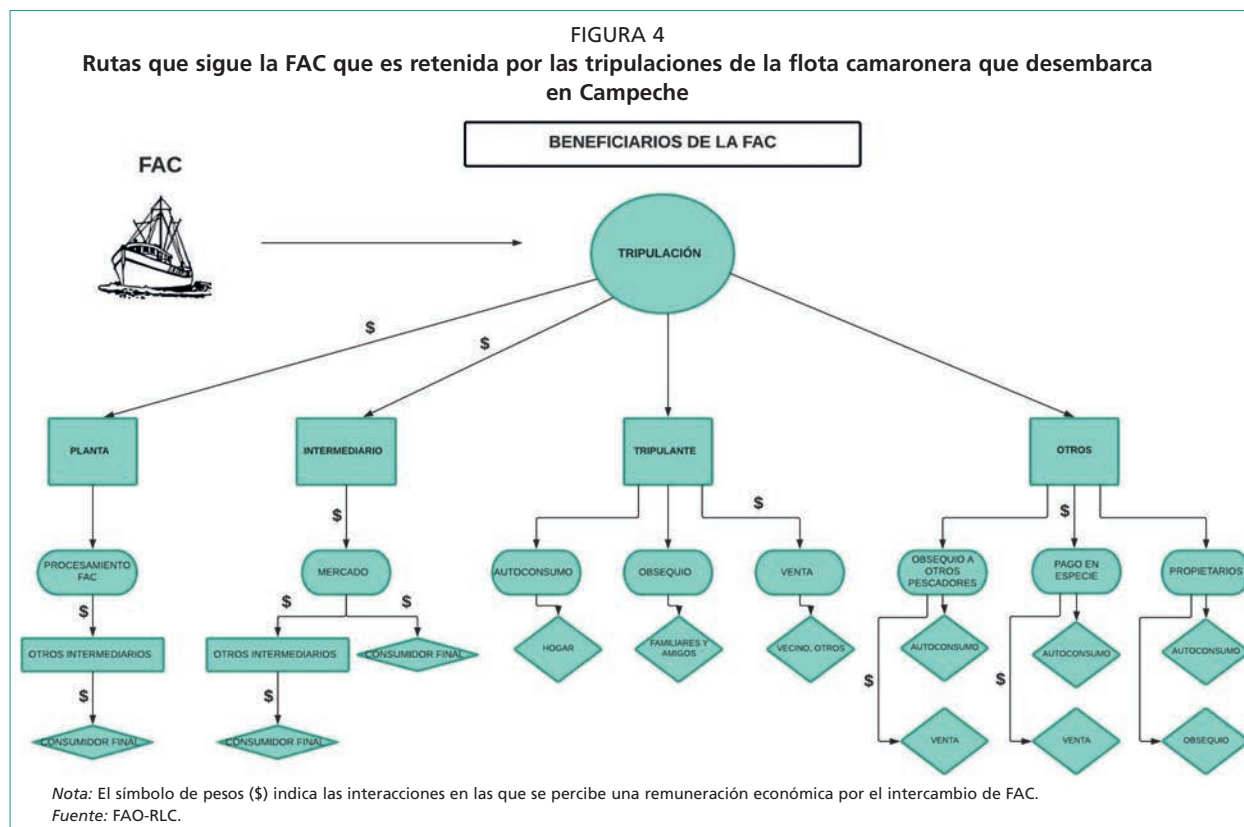 FIGURA 4
Rutas que sigue la FAC que es retenida por las tripulaciones de la flota camaronera que desembarca
en Campeche
BENEFICIARIOS DE LA FAC
FAC
TRIPULACIÓN
$
$
PLANTA
INTERMEDIARIO
TRIPULANTE
OTROS
$
$
$
PROCESAMIENTO
FAC
MERCADO
AUTOCONSUMO
OBSEQUIO
VENTA
OBSEQUIO A
OTROS
PESCADORES
PAGO EN
ESPECIE
PROPIETARIOS
$
$
$
OTROS INTERMEDIARIOS
OTROS INTERMEDIARIOS
CONSUMIDOR FINAL
HOGAR
FAMILIARES Y
AMIGOS
VECINO, OTROS
AUTOCONSUMO
AUTOCONSUMO
AUTOCONSUMO
$
$
$
$
CONSUMIDOR FINAL
CONSUMIDOR FINAL
VENTA
VENTA
OBSEQUIO
Nota: El símbolo de pesos ($) indica las interacciones en las que se percibe una remuneración económica por el intercambio de FAC.
Fuente: FAO-RLC.